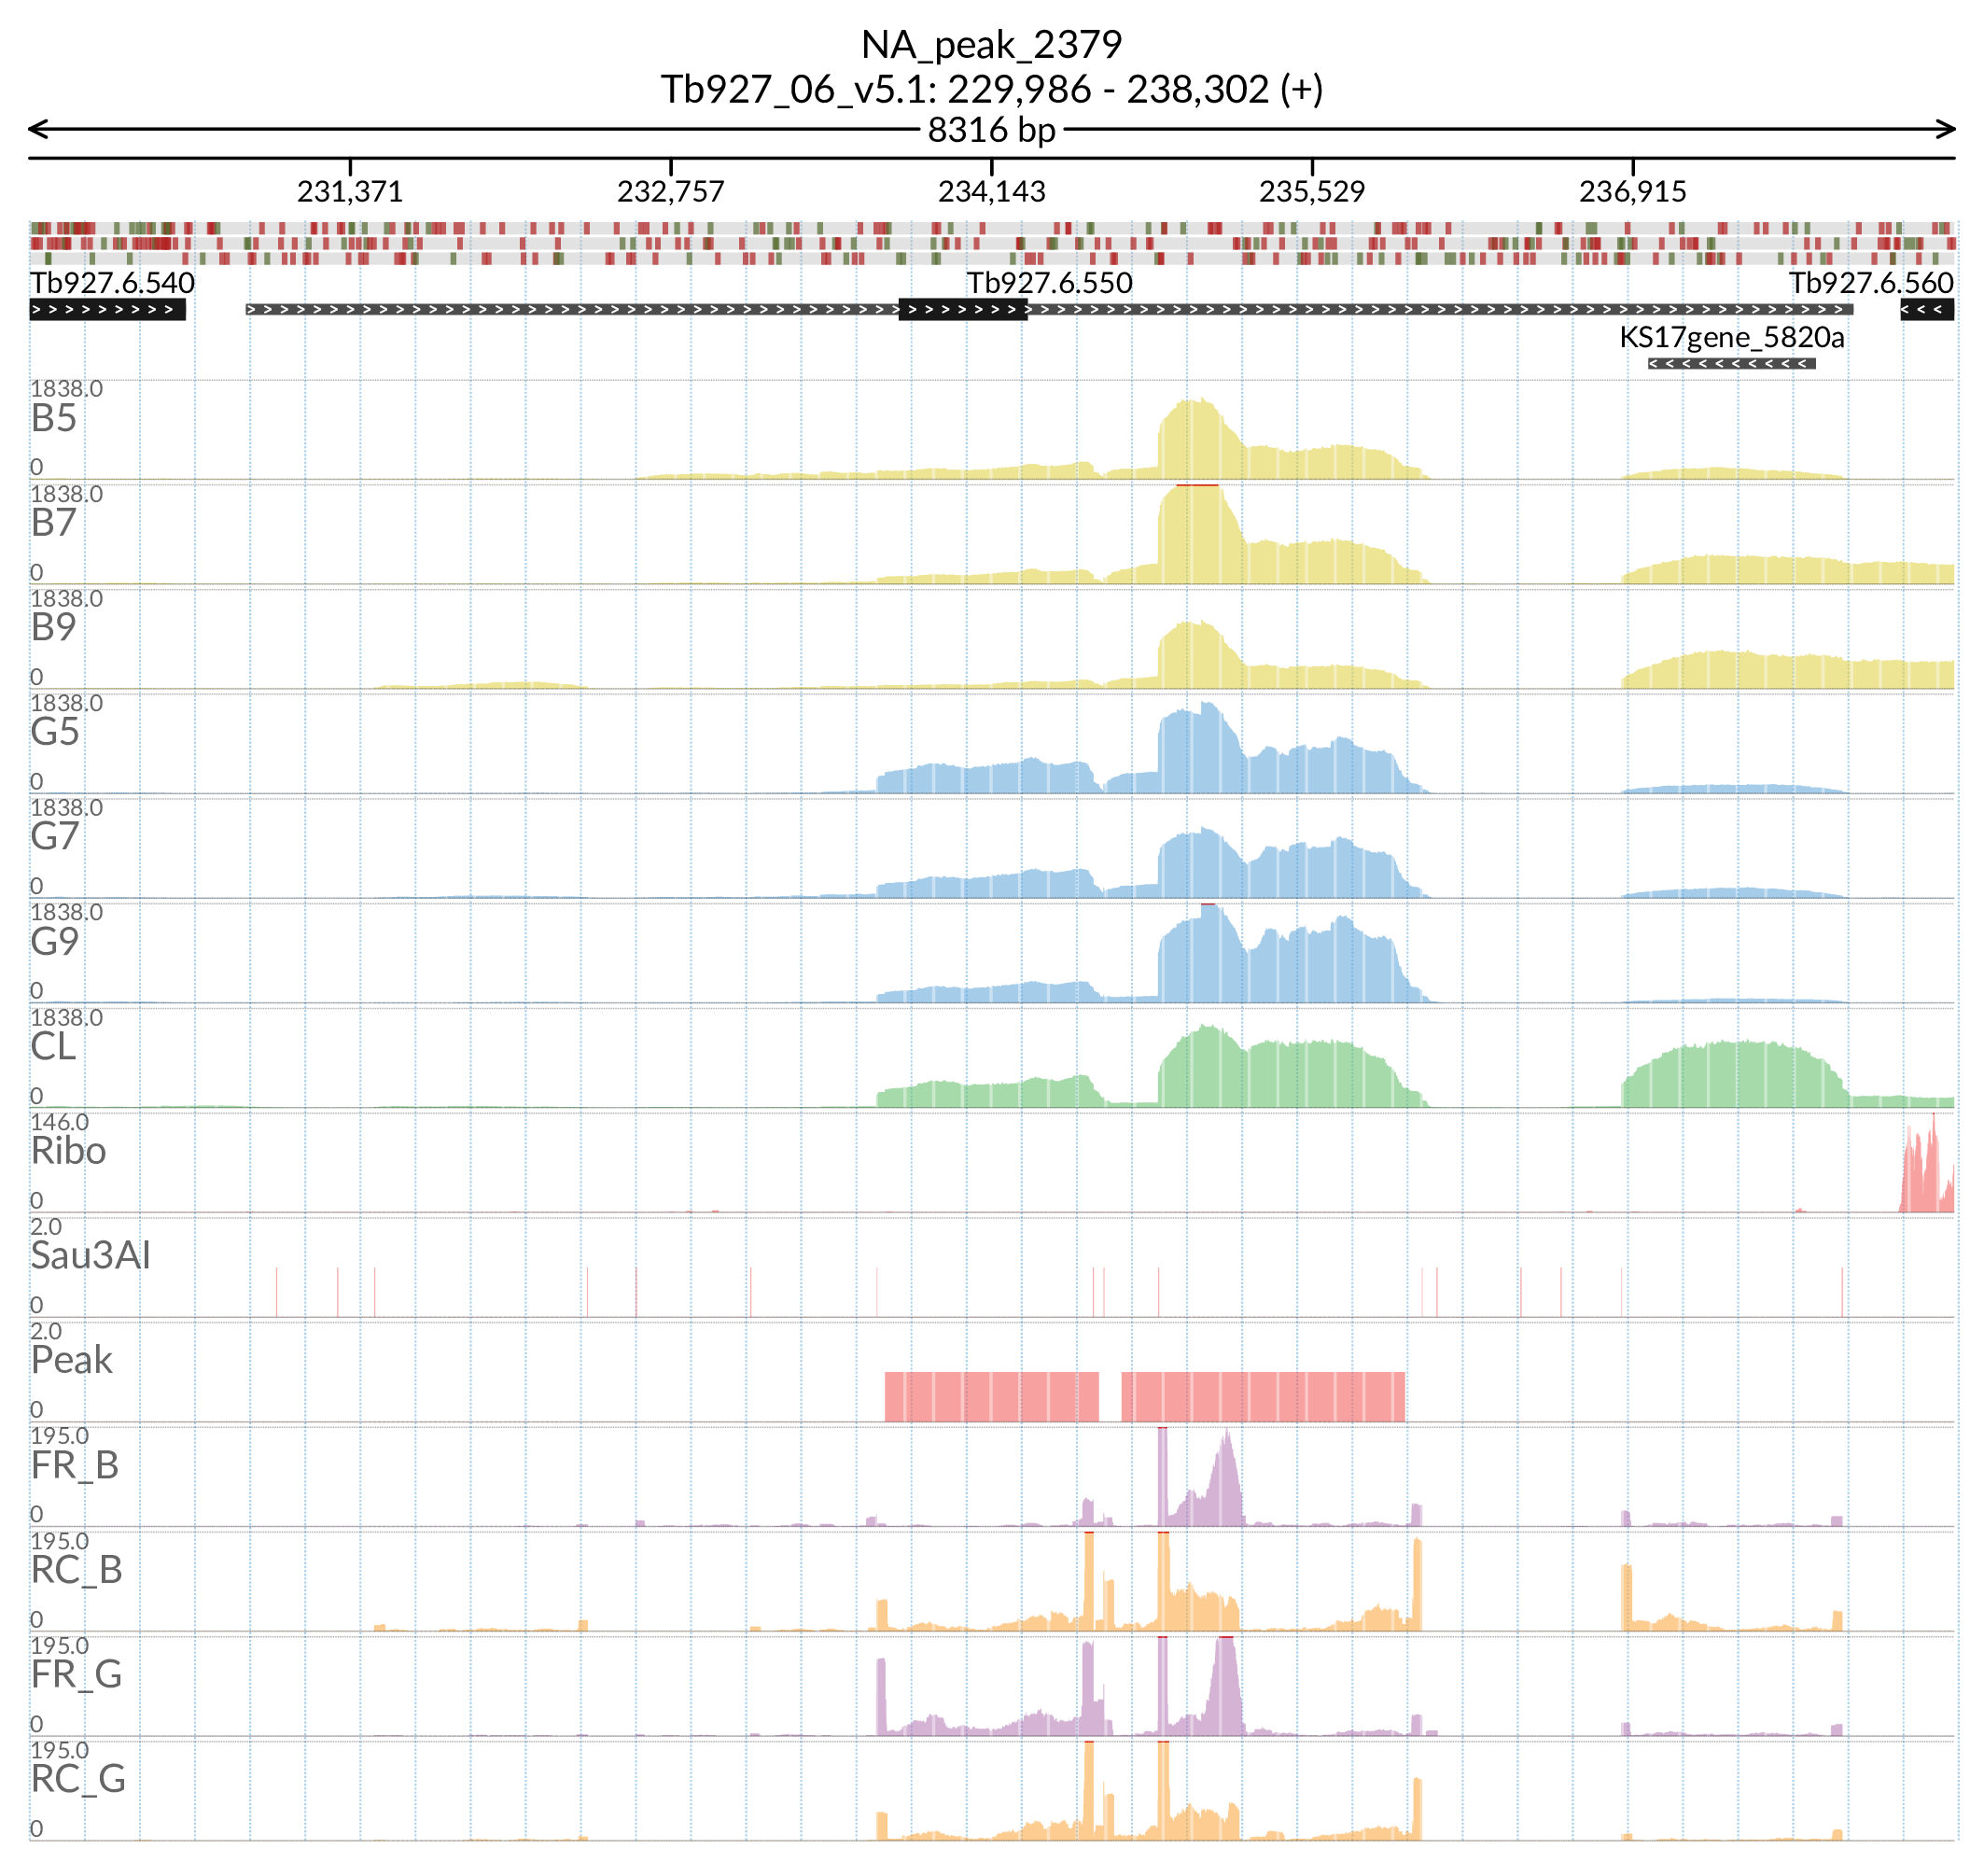 NA_peak_2379
Tb927_06_v5.1: 229,986 - 238,302 (+)
8316 bp
231,371 232,757 234,143 235,529 236,915
Tb927.6.540 Tb927.6.550 Tb927.6.560
KS17gene_5820a
1838.0
B5
0
1838.0
B7
0
1838.0
B9
0
1838.0
G5
0
1838.0
G7
0
1838.0
G9
0
1838.0
CL
0
146.0
Ribo
0
2.0
Sau3AI
0
2.0
Peak
0
195.0
FR_B
0
195.0
RC_B
0
195.0
FR_G
0
195.0
RC_G
0